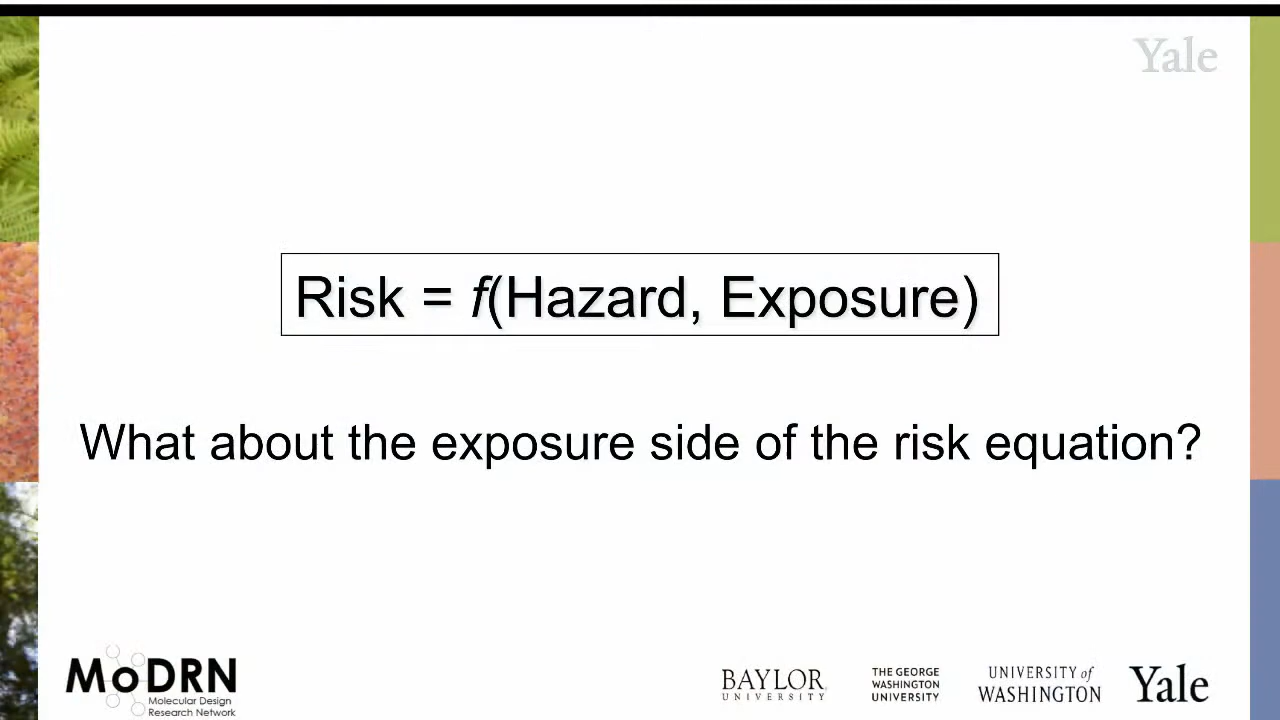 Yale
Risk = f(Hazard, Exposure)
What about the exposure side of the risk equation?
MoDRN
Molecular Design
Research Network
BAYLOR
UNIVERSITY
THE GEORGE
WASHINGTON
UNIVERSITY
UNIVERSITY of
WASHINGTON
Yale